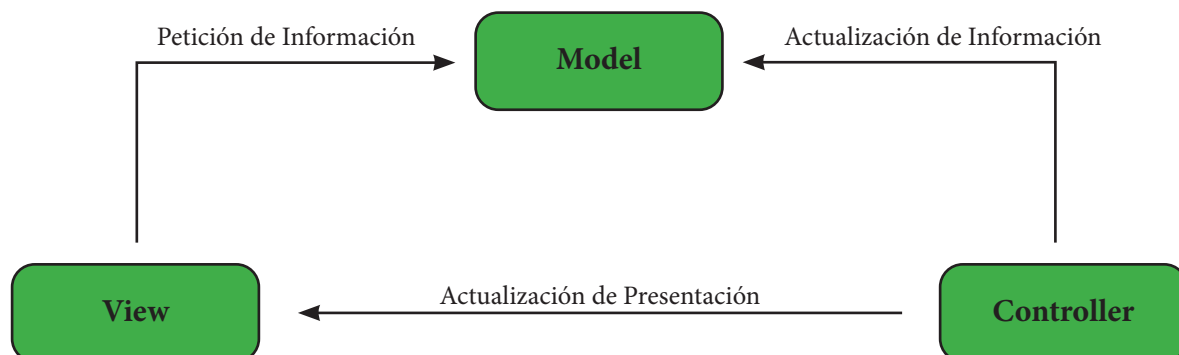 Petición de Información
Model
Actualización de Información
View
Actualización de Presentación
Controller